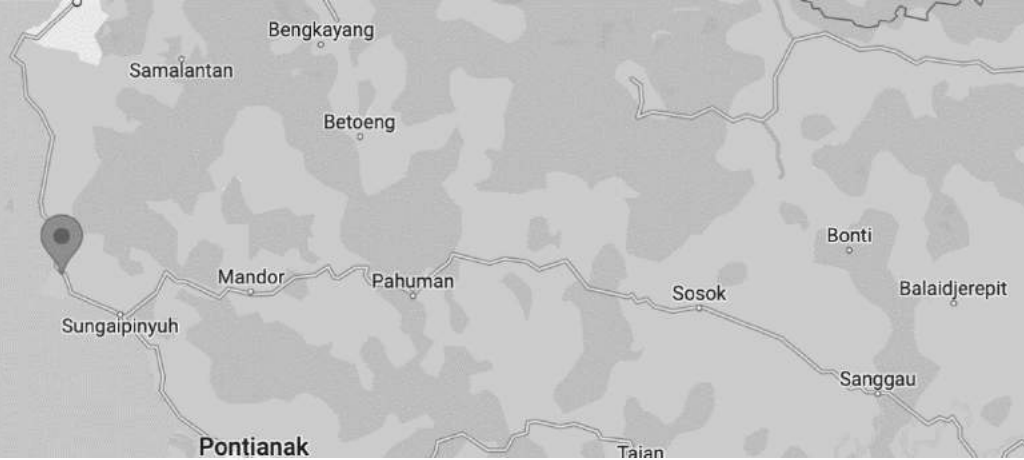 Bengkayang
Samalantan
Betoeng
Bonti
Mandor
Pahuman
Balaidjerepit
Sosok
Sungaipinyuh
Sanggau
Pontianak
Tajan